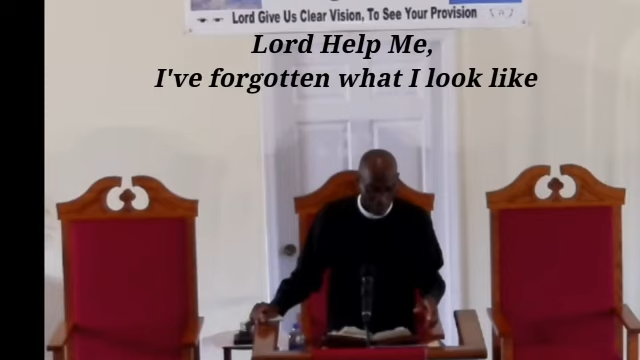 Lord Give Us Clear Vision, To See Your Provision
Lord Help Me,
I've forgotten what I look like